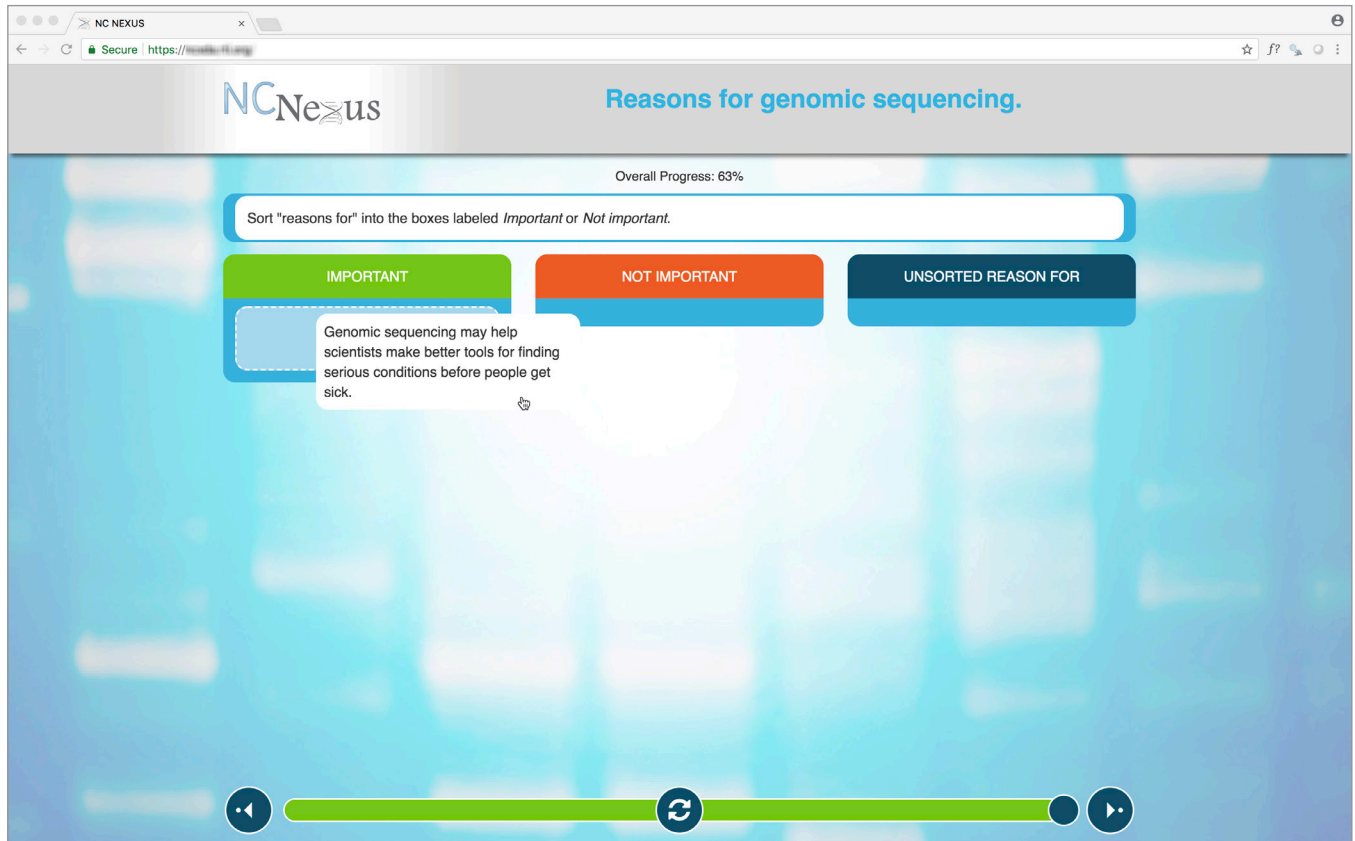 NC NEXUS
Secure https://
f?
NCNexus
Reasons for genomic sequencing.
Overall Progress: 63%
Sort "reasons for" into the boxes labeled Important or Not important.
IMPORTANT
NOT IMPORTANT
UNSORTED REASON FOR
Genomic sequencing may help
scientists make better tools for finding
serious conditions before people get
sick.